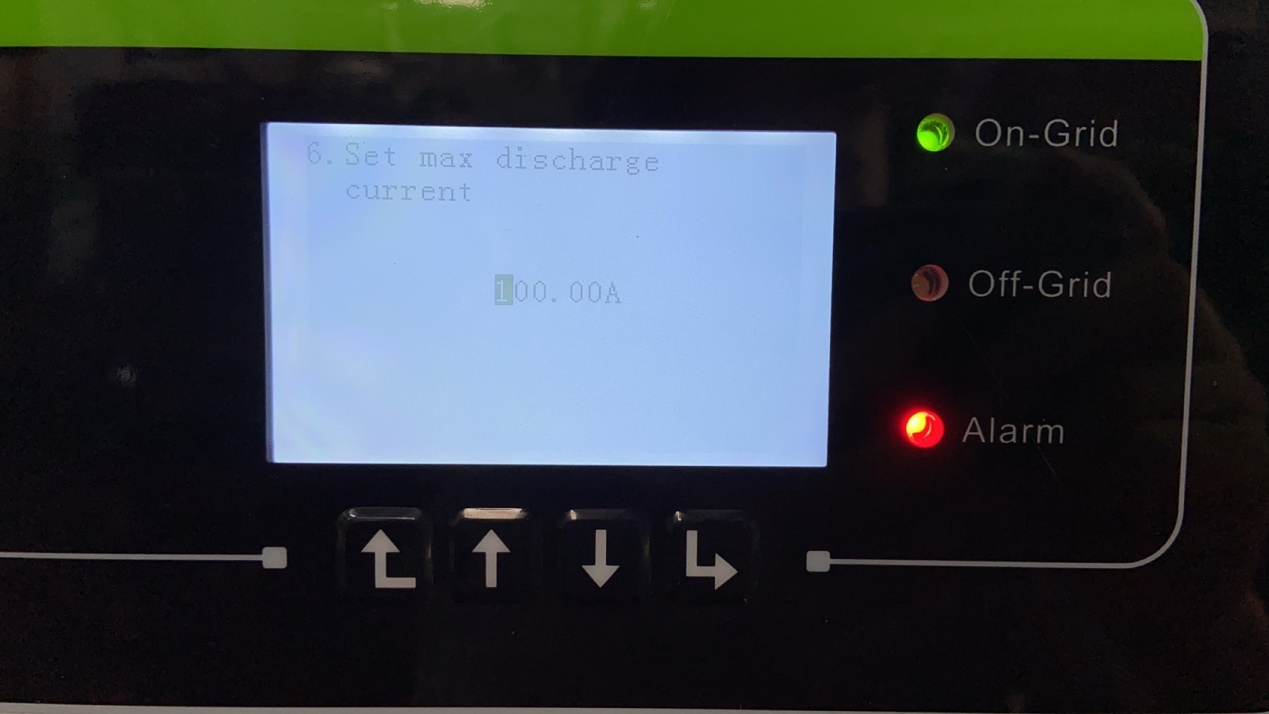 6. Set max discharge
current
100.00A
On-Grid
Off-Grid
Alarm